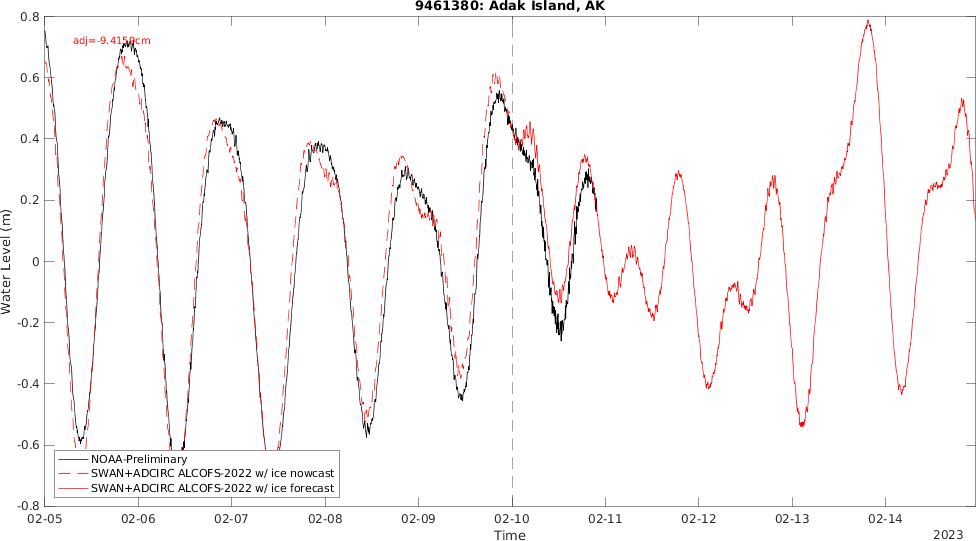 9461380: Adak Island, AK
adj=-9.4159cm
0.8
0.6
0.4
0.2
0
-0.2
-0.4
-0.6
-0.8
Water Level (m)
NOAA-Preliminary
SWAN+ADCIRC ALCOFS-2022 w/ ice nowcast
SWAN+ADCIRC ALCOFS-2022 w/ ice forecast
02-05 02-06 02-07 02-08 02-09 02-10 02-11 02-12 02-13 02-14
Time
2023